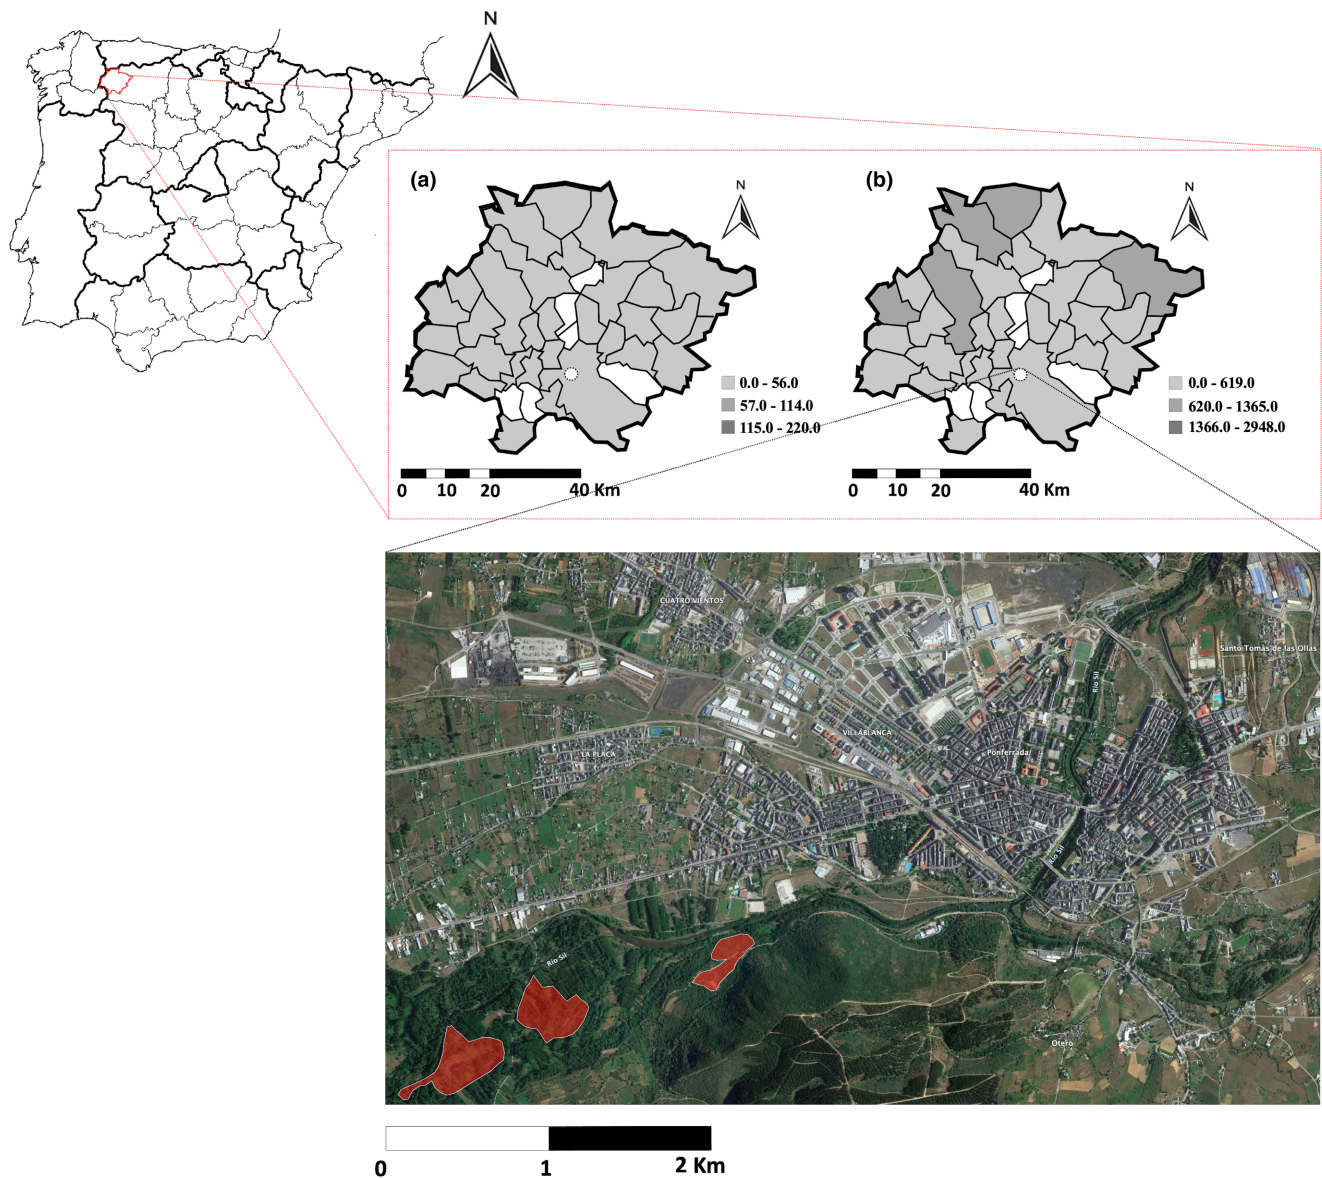 N
(a)
N
0.0 - 56.0
57.0 - 114.0
115.0 - 220.0
0 10 20 40 Km
(b)
N
0.0 - 619.0
620.0 - 1365.0
1366.0 - 2948.0
0 10 20 40 Km
CUATRO VIENTOS
Santo Tomás de las Ollas
Río Sil
VILLABLANCA
LA PLACA
Ponferrada
Río Sil
Río Sil
Otero
0 1 2 Km